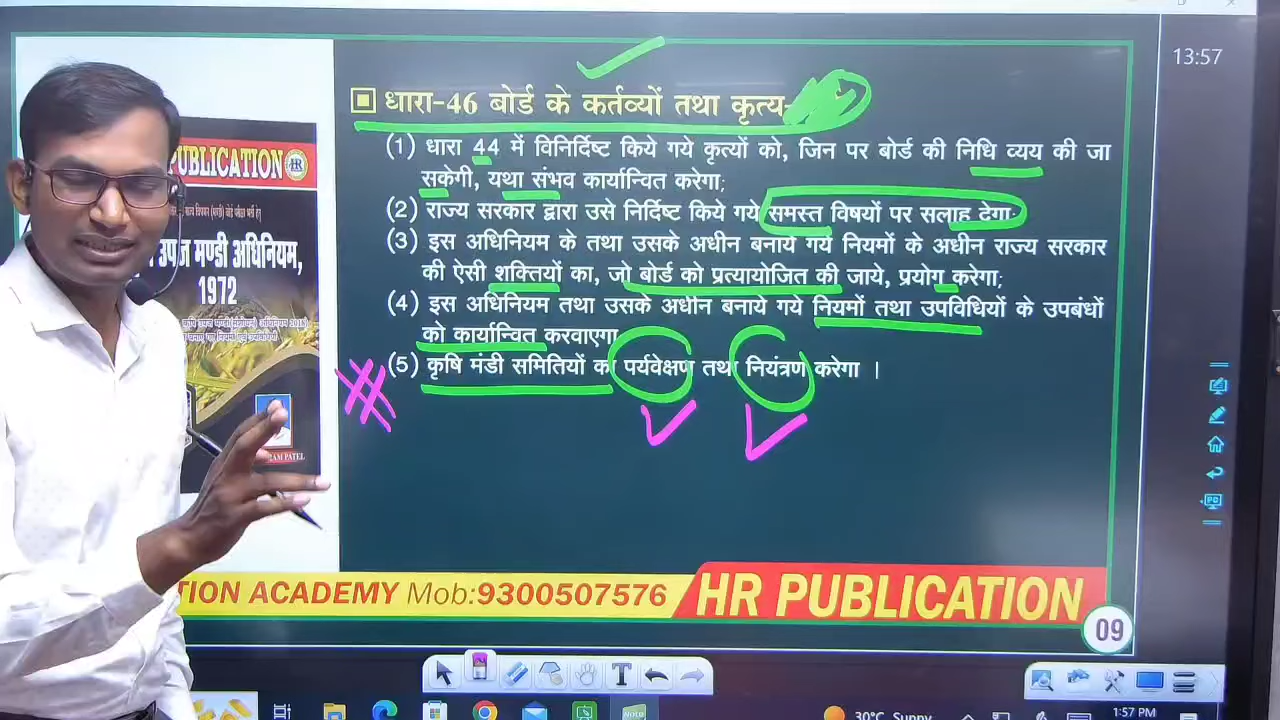 13:57
धारा-46 बोर्ड के कर्तव्यों तथा कृत्य-
(1) धारा 44 में विनिर्दिष्ट किये गये कृत्यों को, जिन पर बोर्ड की निधि व्यय की जा
सकेगी, यथा संभव कार्यान्वित करेगा;
(2) राज्य सरकार द्वारा उसे निर्दिष्ट किये गये समस्त विषयों पर सलाह देगा;
(3) इस अधिनियम के तथा उसके अधीन बनाये गये नियमों के अधीन राज्य सरकार
की ऐसी शक्तियों का, जो बोर्ड को प्रत्यायोजित की जाये, प्रयोग करेगा;
(4) इस अधिनियम तथा उसके अधीन बनाये गये नियमों तथा उपविधियों के उपबंधों
को कार्यान्वित करवाएगा
(5) कृषि मंडी समितियों का पर्यवेक्षण तथा नियंत्रण करेगा ।
PUBLICATION HR
उपज मण्डी अधिनियम,
1972
RAM PATEL
TION ACADEMY Mob:9300507576
HR PUBLICATION
09
T
30°C Sunny
1:57 PM